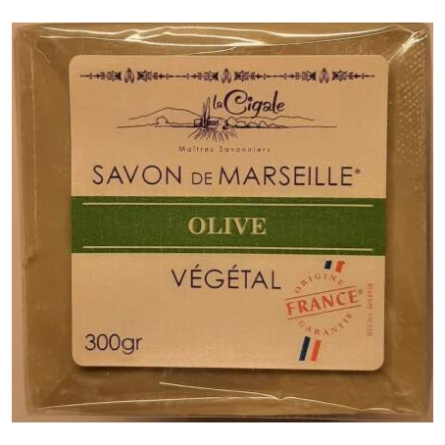 la Cigale
Maîtres Savonniers
SAVON DE MARSEILLE*
OLIVE
VÉGÉTAL
ORIGINE
FRANCE®
GARANTIE
300gr